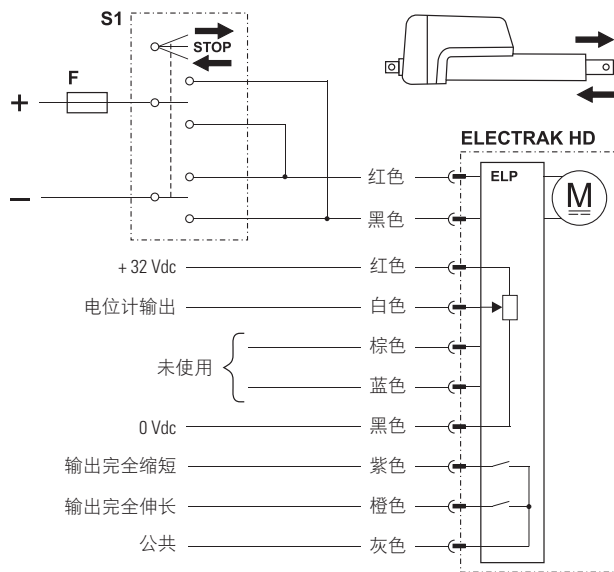 S1
STOP
F
+
–
ELECTRAK HD
ELP
M
红色
黑色
+ 32 Vdc 红色
电位计输出 白色
未使用
棕色
蓝色
0 Vdc 黑色
输出完全缩短 紫色
输出完全伸长 橙色
公共 灰色